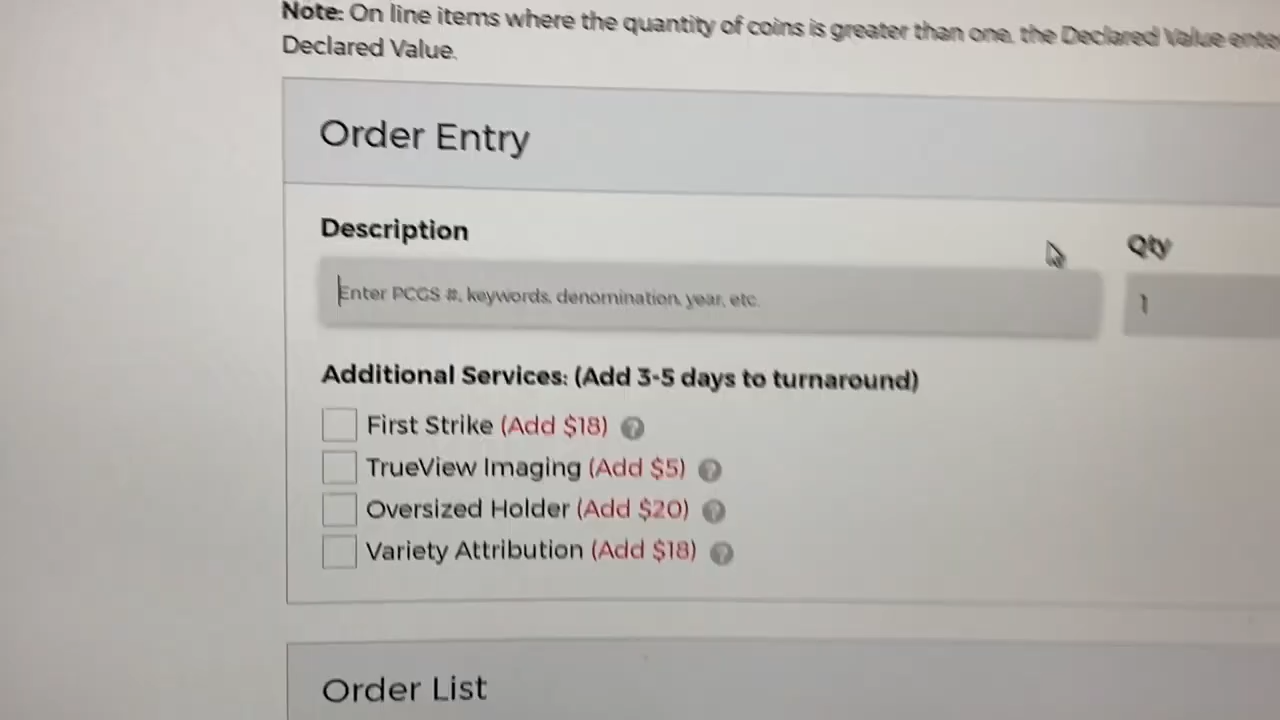 Note: On line items where the quantity of coins is greater than one, the Declared Value ente
Declared Value.
Order Entry
Description
Qty
Enter PCGS #, keywords, denomination, year, etc.
1
Additional Services: (Add 3-5 days to turnaround)
First Strike (Add $18) ?
TrueView Imaging (Add $5) ?
Oversized Holder (Add $20) ?
Variety Attribution (Add $18) ?
Order List